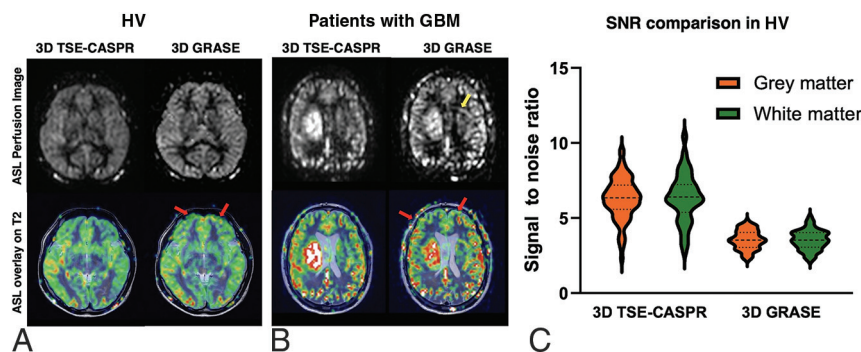 HV
3D TSE-CASPR 3D GRASE
ASL Perfusion Image
ASL overlay on T2
A
Patients with GBM
3D TSE-CASPR 3D GRASE
B
SNR comparison in HV
Signal to noise ratio
15
10
5
0
Grey matter
White matter
3D TSE-CASPR 3D GRASE
C